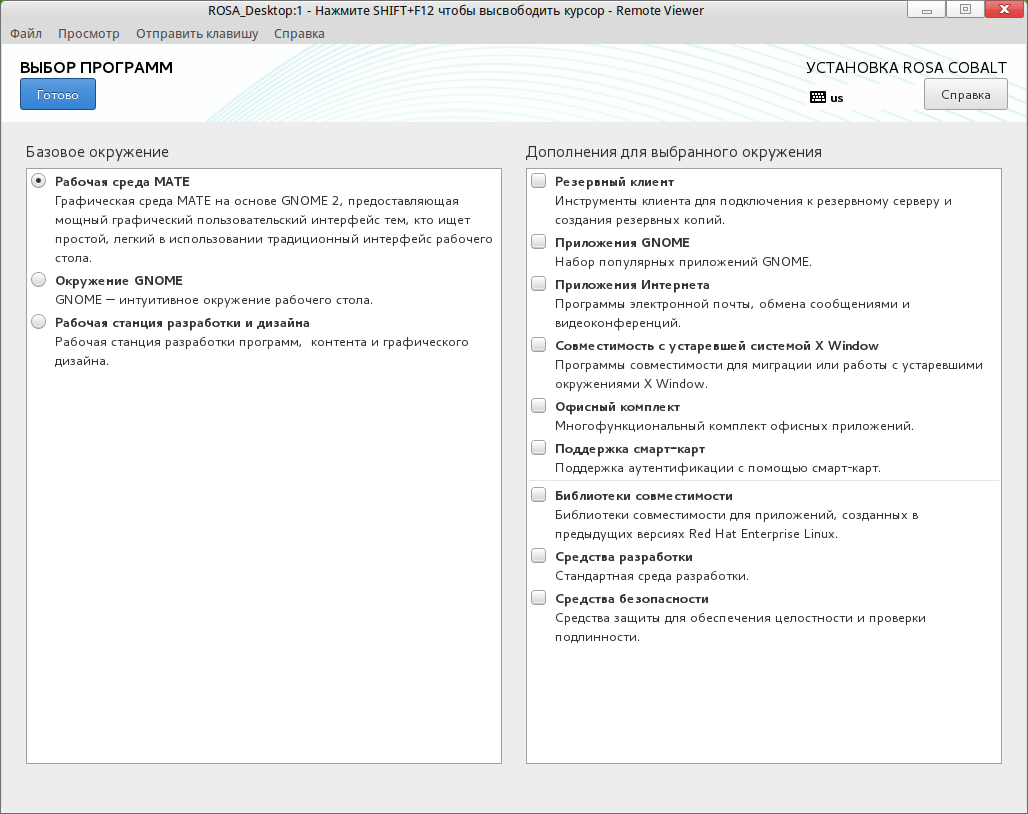 ROSA_Desktop:1 - Нажмите SHIFT+F12 чтобы высвободить курсор - Remote Viewer
Файл Просмотр Отправить клавишу Справка
ВЫБОР ПРОГРАММ
Готово
УСТАНОВКА ROSA COBALT
us
Справка
Базовое окружение
Рабочая среда MATE
Графическая среда MATE на основе GNOME 2, предоставляющая
мощный графический пользовательский интерфейс тем, кто ищет
простой, легкий в использовании традиционный интерфейс рабочего
стола.
Окружение GNOME
GNOME — интуитивное окружение рабочего стола.
Рабочая станция разработки и дизайна
Рабочая станция разработки программ, контента и графического
дизайна.
Дополнения для выбранного окружения
Резервный клиент
Инструменты клиента для подключения к резервному серверу и
создания резервных копий.
Приложения GNOME
Набор популярных приложений GNOME.
Приложения Интернета
Программы электронной почты, обмена сообщениями и
видеоконференций.
Совместимость с устаревшей системой X Window
Программы совместимости для миграции или работы с устаревшими
окружениями X Window.
Офисный комплект
Многофункциональный комплект офисных приложений.
Поддержка смарт-карт
Поддержка аутентификации с помощью смарт-карт.
Библиотеки совместимости
Библиотеки совместимости для приложений, созданных в
предыдущих версиях Red Hat Enterprise Linux.
Средства разработки
Стандартная среда разработки.
Средства безопасности
Средства защиты для обеспечения целостности и проверки
подлинности.